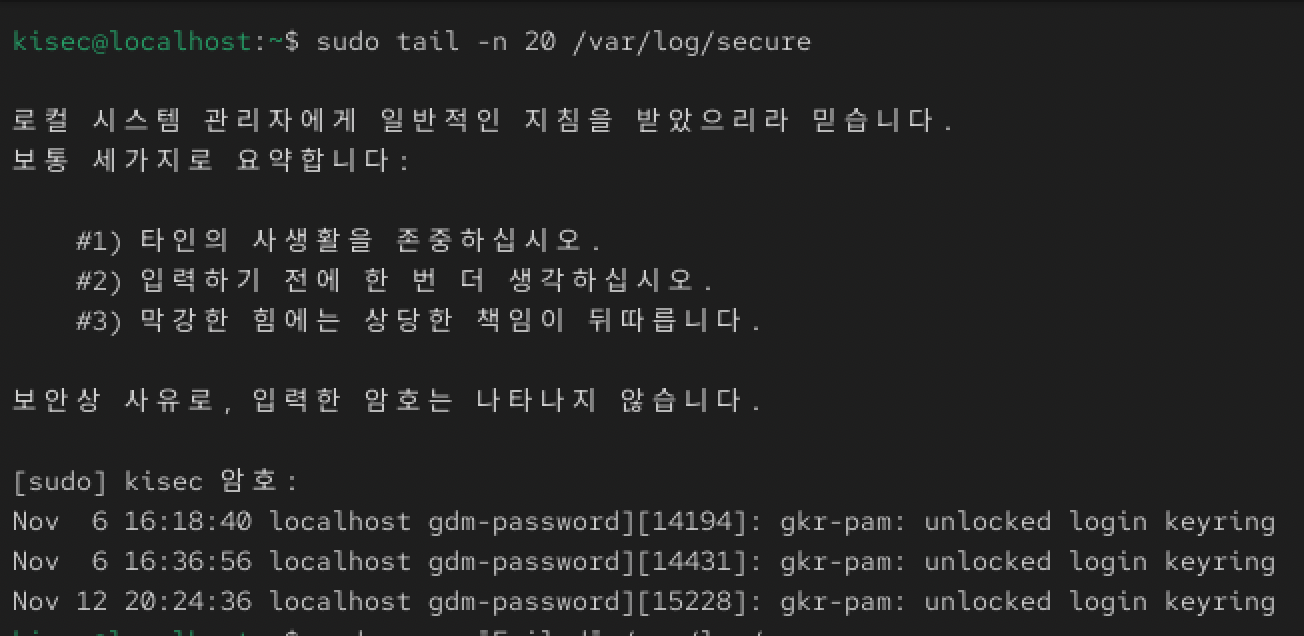 kisec@localhost:~$ sudo tail -n 20 /var/log/secure
로컬 시스템 관리자에게 일반적인 지침을 받았으리라 믿습니다.
보통 세가지로 요약합니다:
#1) 타인의 사생활을 존중하십시오.
#2) 입력하기 전에 한 번 더 생각하십시오.
#3) 막강한 힘에는 상당한 책임이 뒤따릅니다.
보안상 사유로, 입력한 암호는 나타나지 않습니다.
[sudo] kisec 암호:
Nov  6 16:18:40 localhost gdm-password][14194]: gkr-pam: unlocked login keyring
Nov  6 16:36:56 localhost gdm-password][14431]: gkr-pam: unlocked login keyring
Nov 12 20:24:36 localhost gdm-password][15228]: gkr-pam: unlocked login keyring